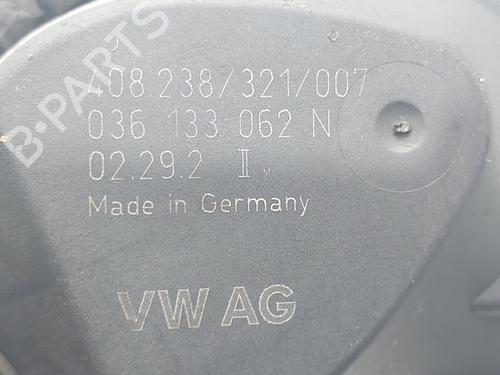 B-PARTS
408 238/321/007
036 133 062 N
02.29.2 II M
Made in Germany
VW AG